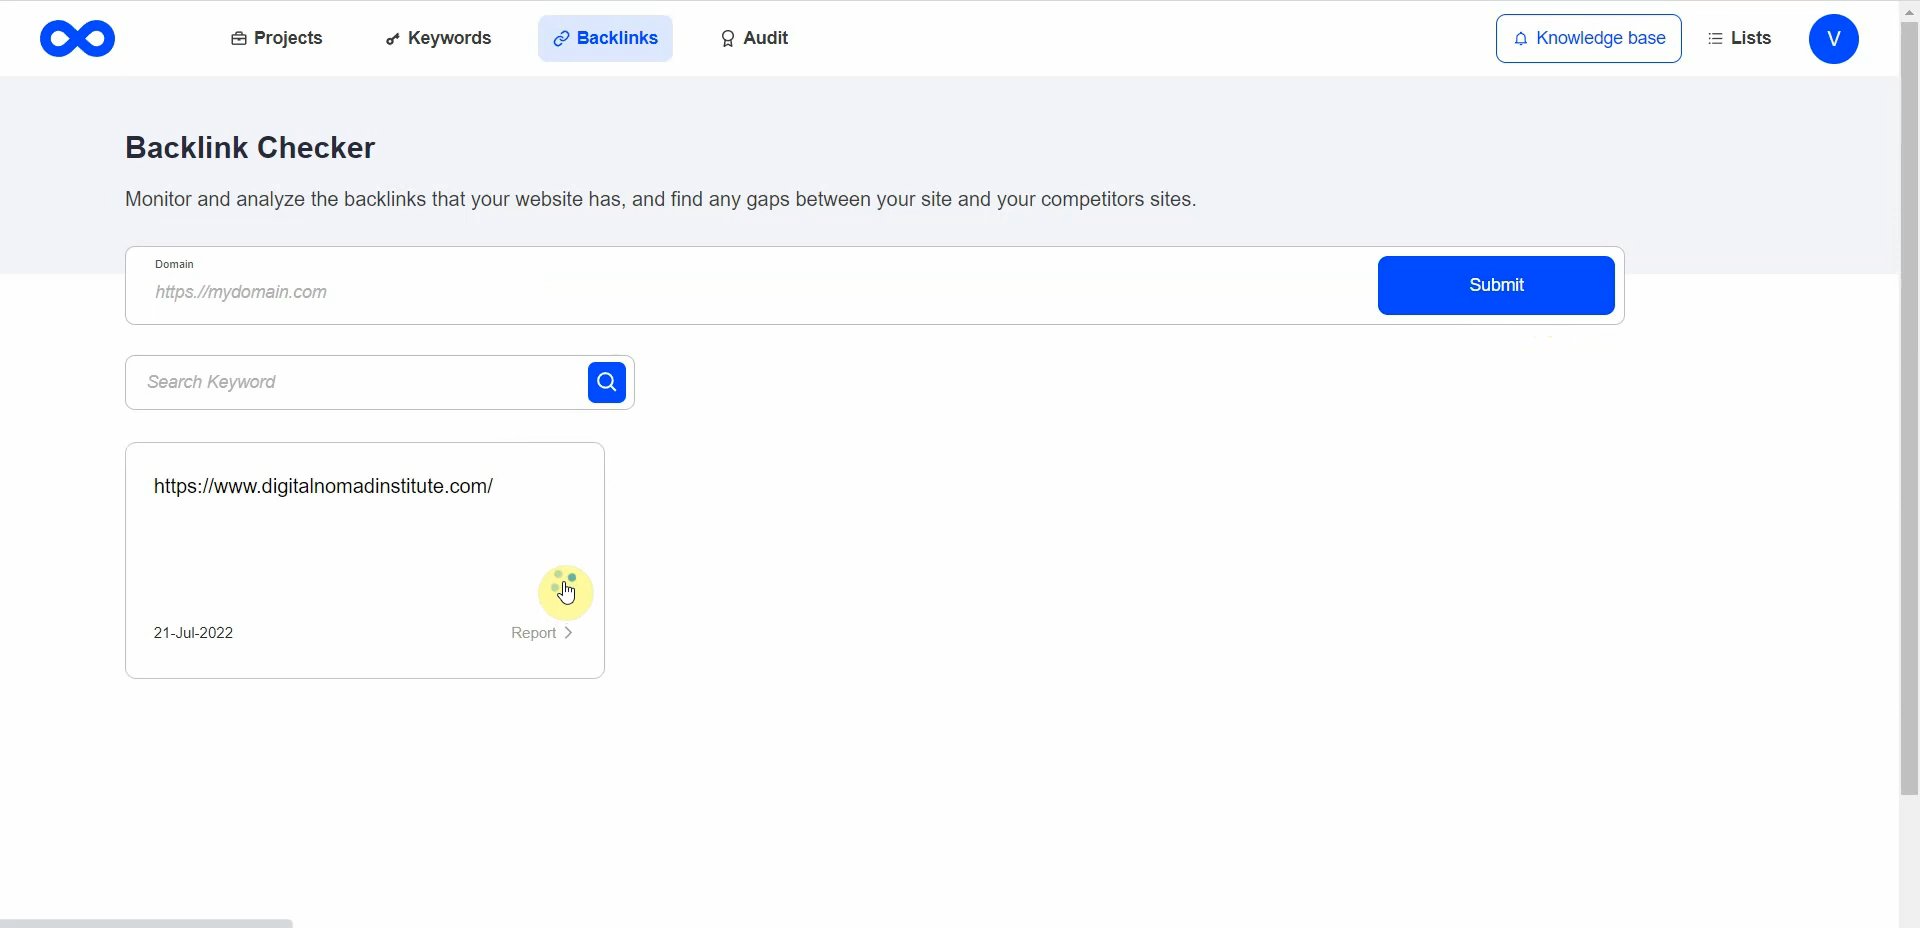 Projects
Keywords
Backlinks
Audit
Knowledge base
Lists
V
Backlink Checker
Monitor and analyze the backlinks that your website has, and find any gaps between your site and your competitors sites.
Domain
https://mydomain.com
Submit
Search Keyword
https://www.digitalnomadinstitute.com/
21-Jul-2022
Report